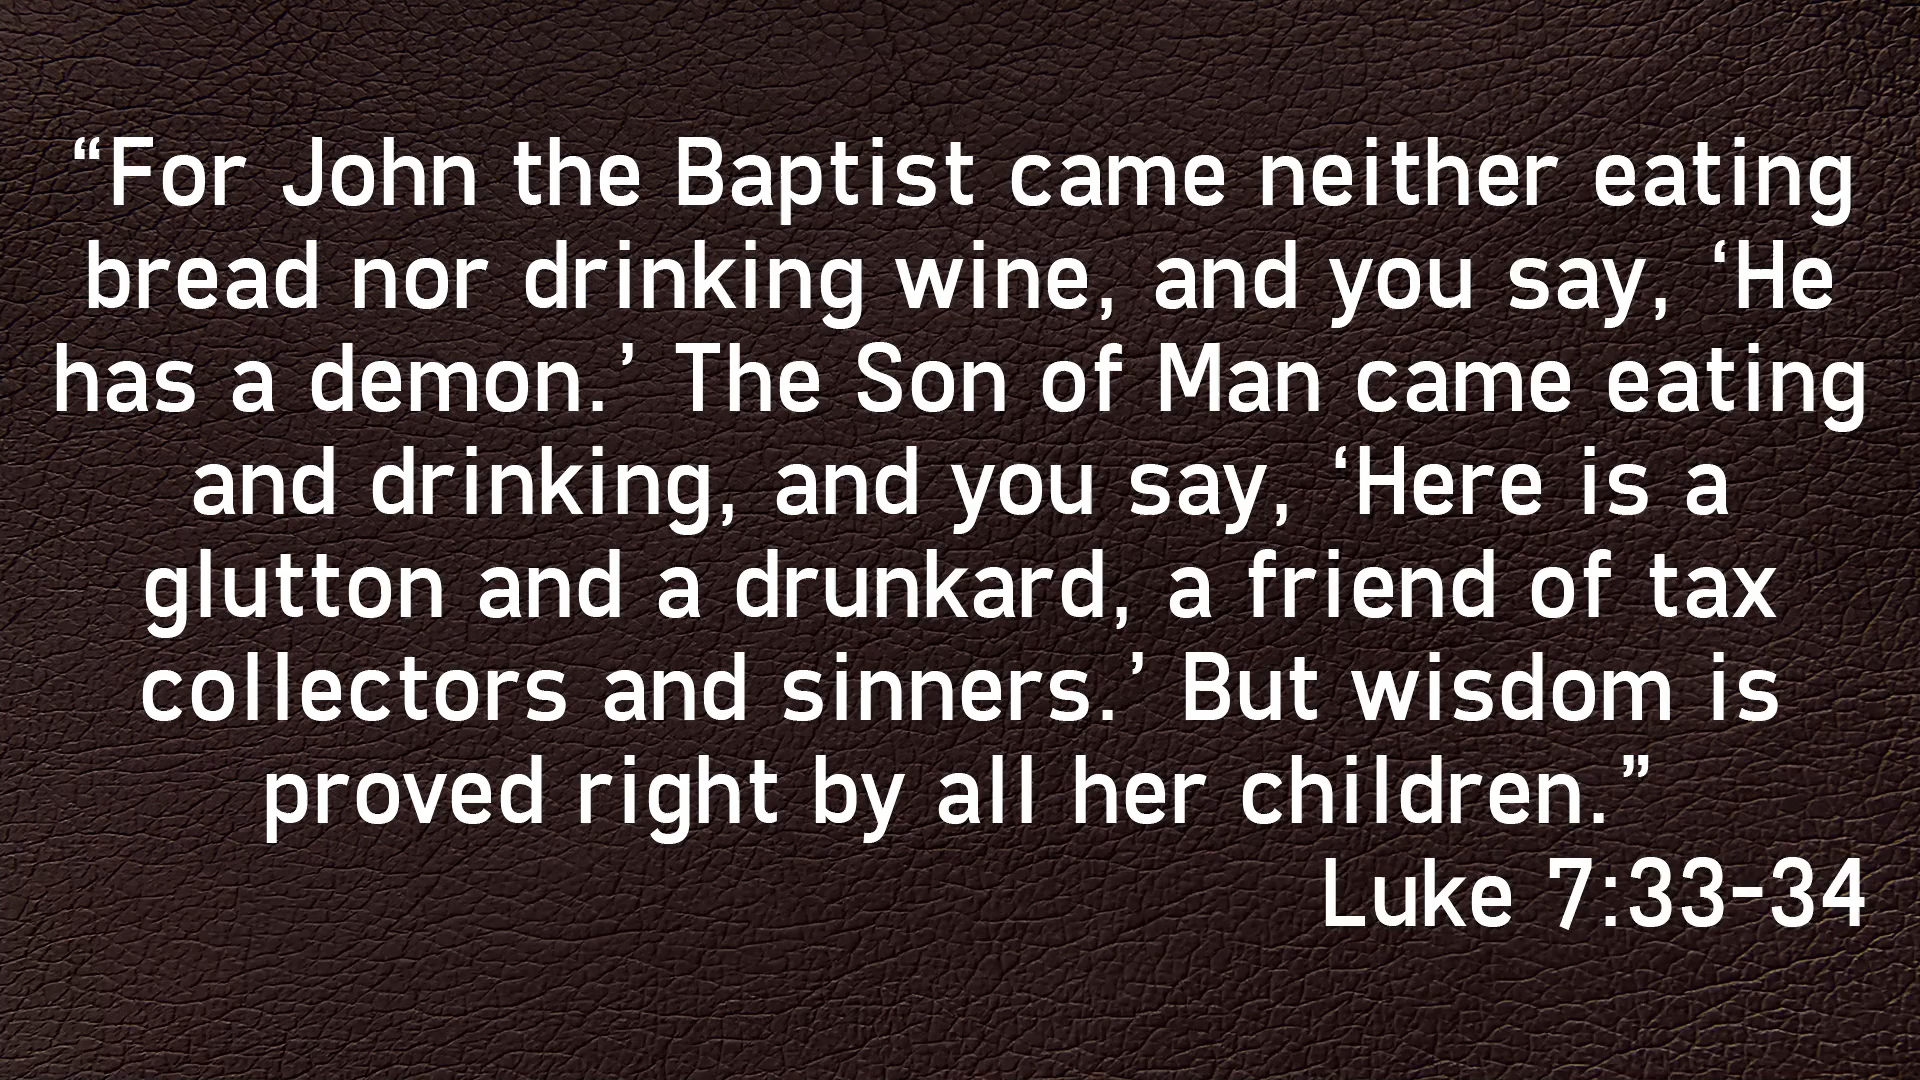 “For John the Baptist came neither eating
bread nor drinking wine, and you say, ‘He
has a demon.’ The Son of Man came eating
and drinking, and you say, ‘Here is a
glutton and a drunkard, a friend of tax
collectors and sinners.’ But wisdom is
proved right by all her children.”
Luke 7:33-34